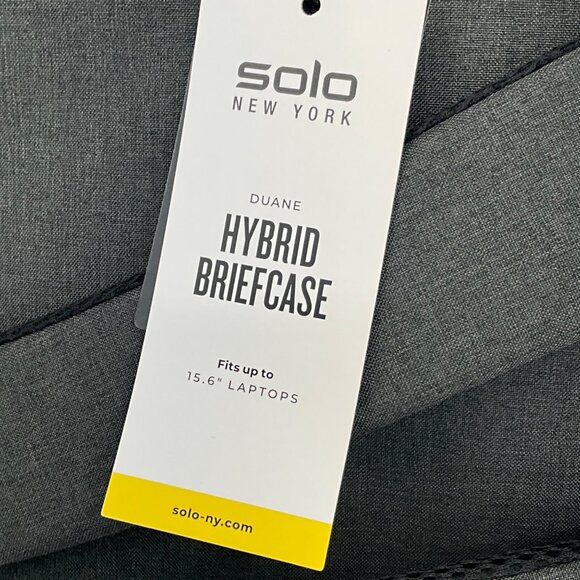 solo
NEW YORK
DUANE
HYBRID
BRIEFCASE
Fits up to
15.6" LAPTOPS
solo-ny.com